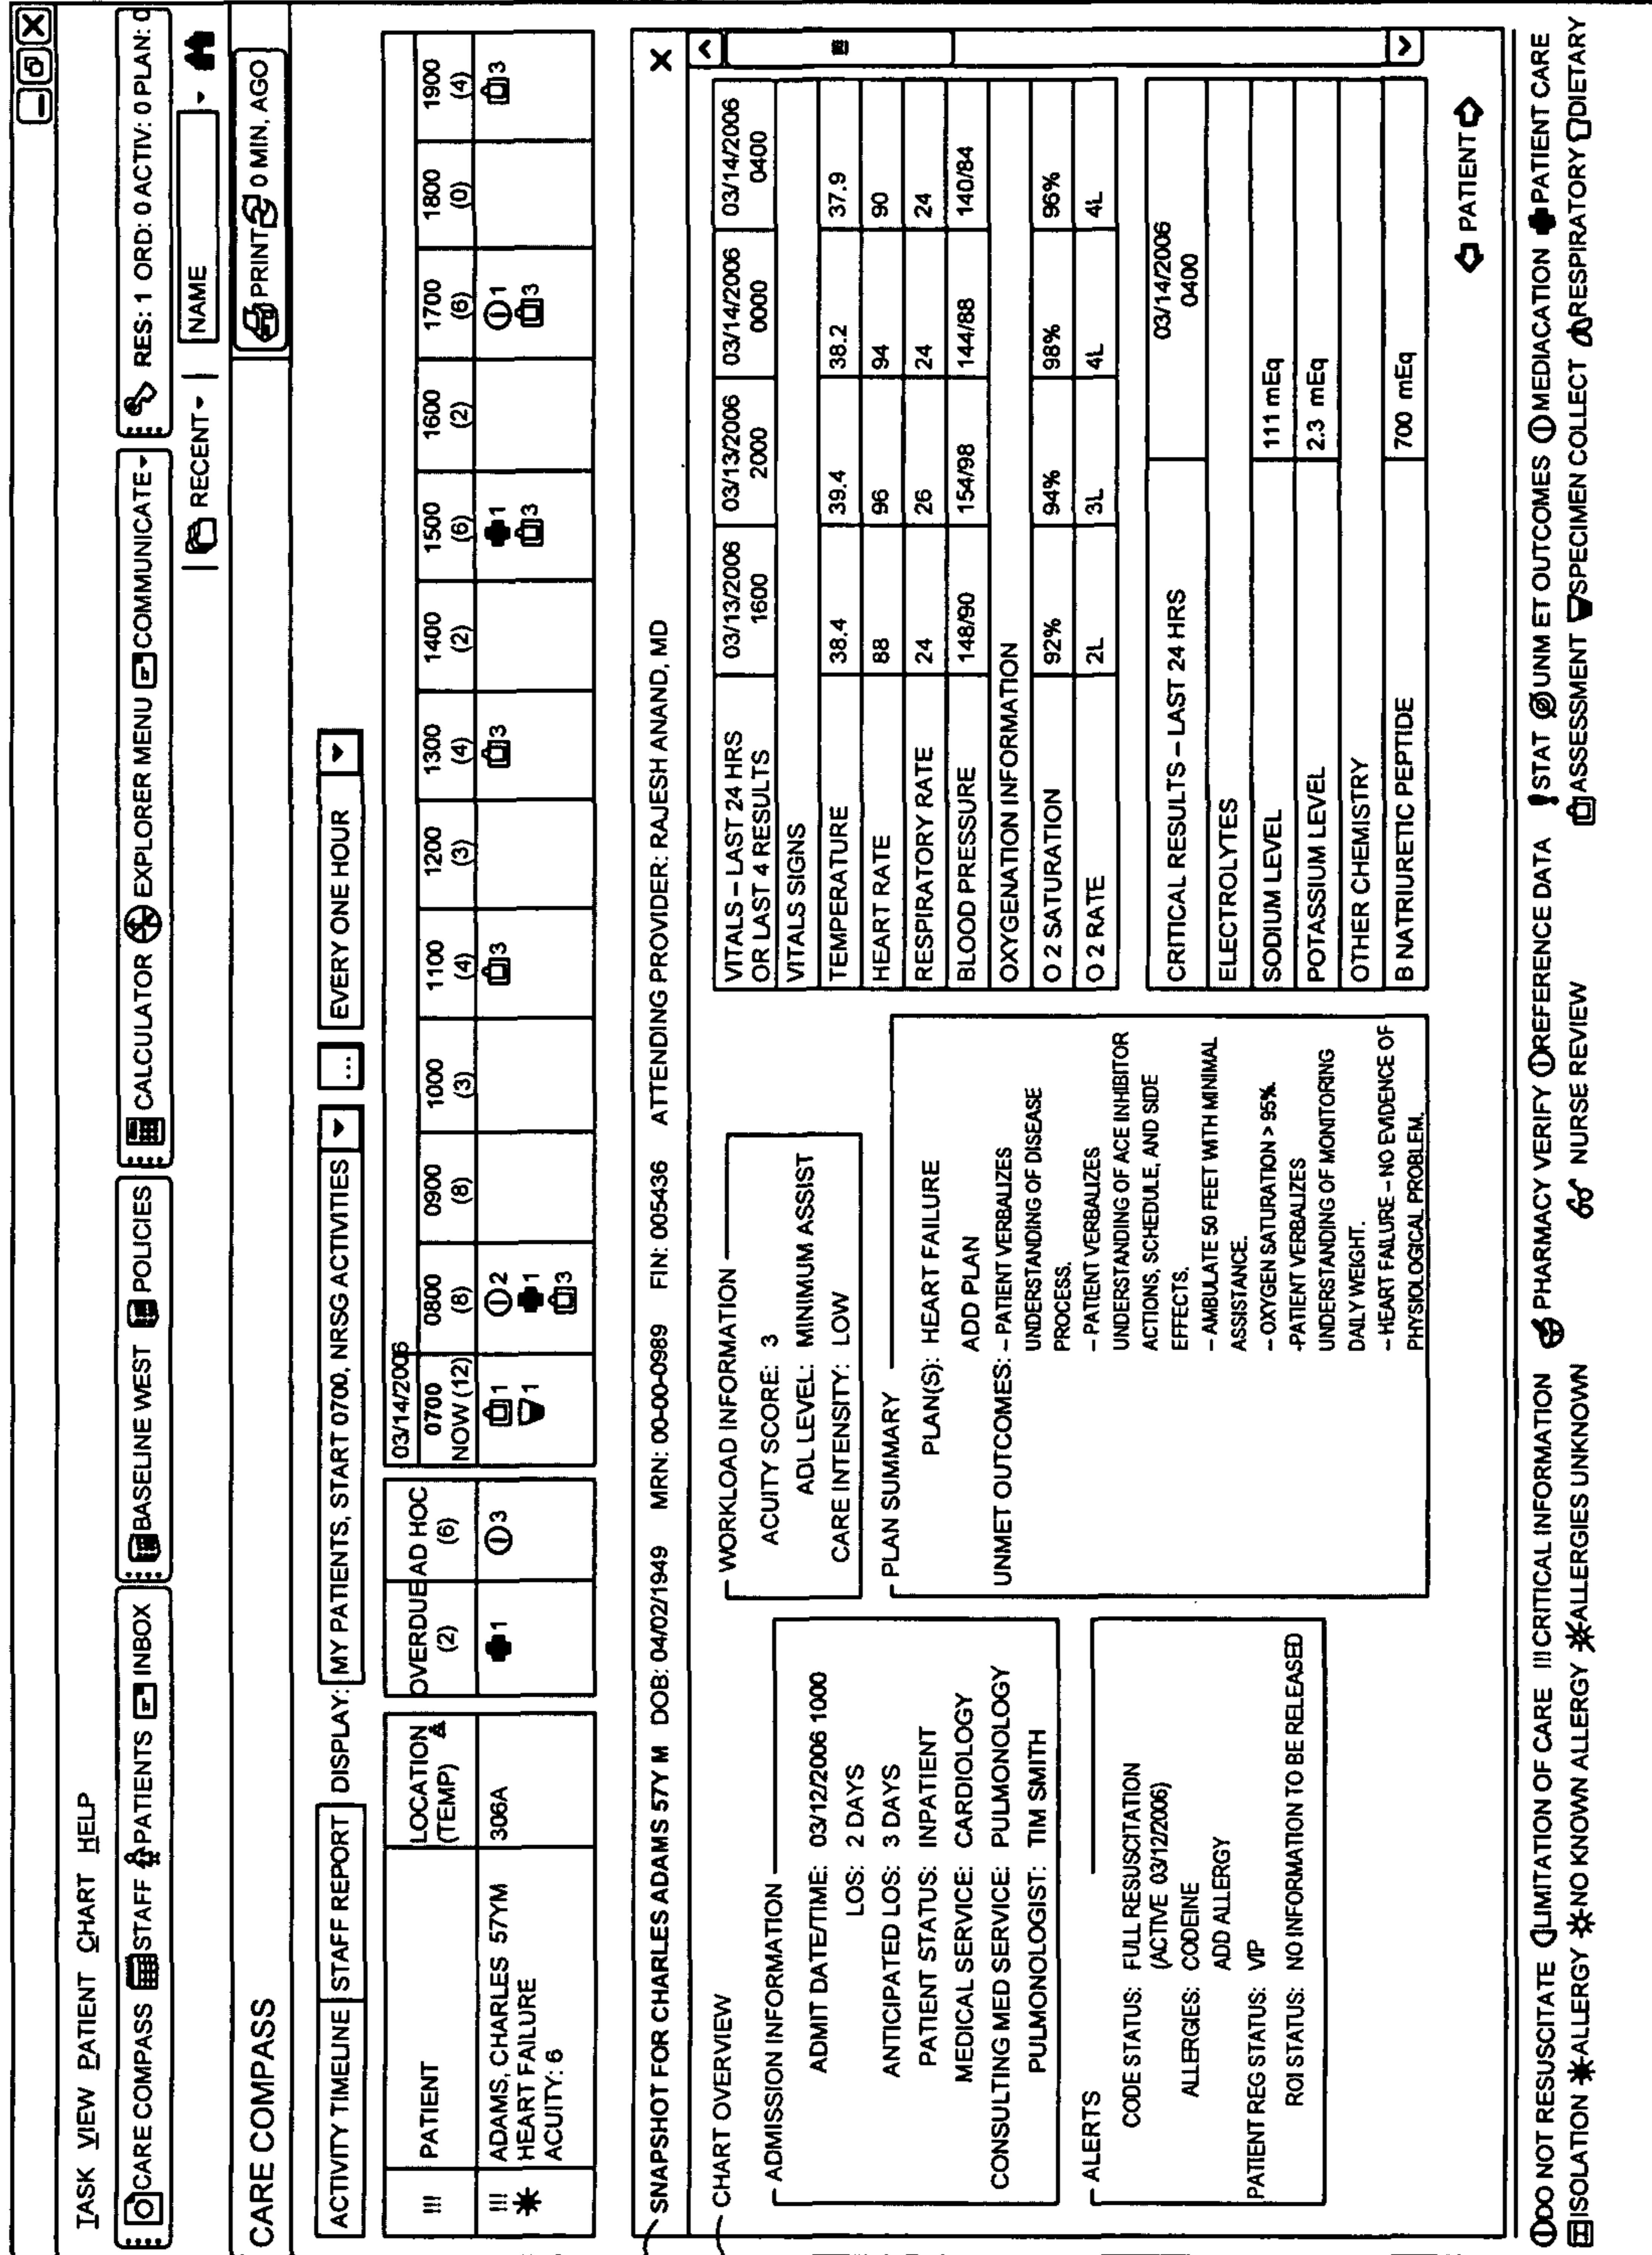 TASK VIEW PATIENT CHART HELP
CARE COMPASS STAFF PATIENTS INBOX BASELINE WEST POLICIES CALCULATOR EXPLORER MENU COMMUNICATE RES: 1 ORD: 0 ACTIV: 0 PLAN: 0
RECENT NAME
CARE COMPASS PRINT 0 MIN, AGO
ACTIVITY TIMELINE STAFF REPORT DISPLAY: MY PATIENTS, START 0700, NRSG ACTIVITIES ... EVERY ONE HOUR
03/14/2006
!!! PATIENT LOCATION OVERDUE AD HOC 0700 0800 0900 1000 1100 1200 1300 1400 1500 1600 1700 1800 1900
(TEMP) (2) (6) NOW (12) (8) (8) (3) (4) (3) (4) (2) (6) (2) (6) (0) (4)
!!! ADAMS, CHARLES 57YM 306A 1 3 1 2 3 3 1 1 3
HEART FAILURE 1 1 3 3
ACUITY: 6 3
SNAPSHOT FOR CHARLES ADAMS 57Y M DOB: 04/02/1949 MRN: 00-00-0989 FIN: 005436 ATTENDING PROVIDER: RAJESH ANAND, MD X
CHART OVERVIEW
ADMISSION INFORMATION
ADMIT DATE/TIME: 03/12/2006 1000
LOS: 2 DAYS
ANTICIPATED LOS: 3 DAYS
PATIENT STATUS: INPATIENT
MEDICAL SERVICE: CARDIOLOGY
CONSULTING MED SERVICE: PULMONOLOGY
PULMONOLOGIST: TIM SMITH
ALERTS
CODE STATUS: FULL RESUSCITATION
(ACTIVE 03/12/2006)
ALLERGIES: CODEINE
ADD ALLERGY
PATIENT REG STATUS: VIP
ROI STATUS: NO INFORMATION TO BE RELEASED
WORKLOAD INFORMATION
ACUITY SCORE: 3
ADL LEVEL: MINIMUM ASSIST
CARE INTENSITY: LOW
PLAN SUMMARY
PLAN(S): HEART FAILURE
ADD PLAN
UNMET OUTCOMES: – PATIENT VERBALIZES
UNDERSTANDING OF DISEASE
PROCESS.
– PATIENT VERBALIZES
UNDERSTANDING OF ACE INHIBITOR
ACTIONS, SCHEDULE, AND SIDE
EFFECTS.
– AMBULATE 50 FEET WITH MINIMAL
ASSISTANCE.
– OXYGEN SATURATION > 95%.
-PATIENT VERBALIZES
UNDERSTANDING OF MONITORING
DAILY WEIGHT.
– HEART FAILURE – NO EVIDENCE OF
PHYSIOLOGICAL PROBLEM.
VITALS – LAST 24 HRS 03/13/2006 03/13/2006 03/14/2006 03/14/2006
OR LAST 4 RESULTS 1600 2000 0000 0400
VITALS SIGNS
TEMPERATURE 38.4 39.4 38.2 37.9
HEART RATE 88 96 94 90
RESPIRATORY RATE 24 26 24 24
BLOOD PRESSURE 148/90 154/98 144/88 140/84
OXYGENATION INFORMATION
O 2 SATURATION 92% 94% 98% 96%
O 2 RATE 2L 3L 4L 4L
CRITICAL RESULTS – LAST 24 HRS 03/14/2006
0400
ELECTROLYTES
SODIUM LEVEL 111 mEq
POTASSIUM LEVEL 2.3 mEq
OTHER CHEMISTRY
B NATRIURETIC PEPTIDE 700 mEq
PATIENT
DO NOT RESUSCITATE LIMITATION OF CARE !!!CRITICAL INFORMATION PHARMACY VERIFY REFERENCE DATA ! STAT UNM ET OUTCOMES MEDIACATION PATIENT CARE
ISOLATION ALLERGY NO KNOWN ALLERGY ALLERGIES UNKNOWN NURSE REVIEW ASSESSMENT SPECIMEN COLLECT RESPIRATORY DIETARY